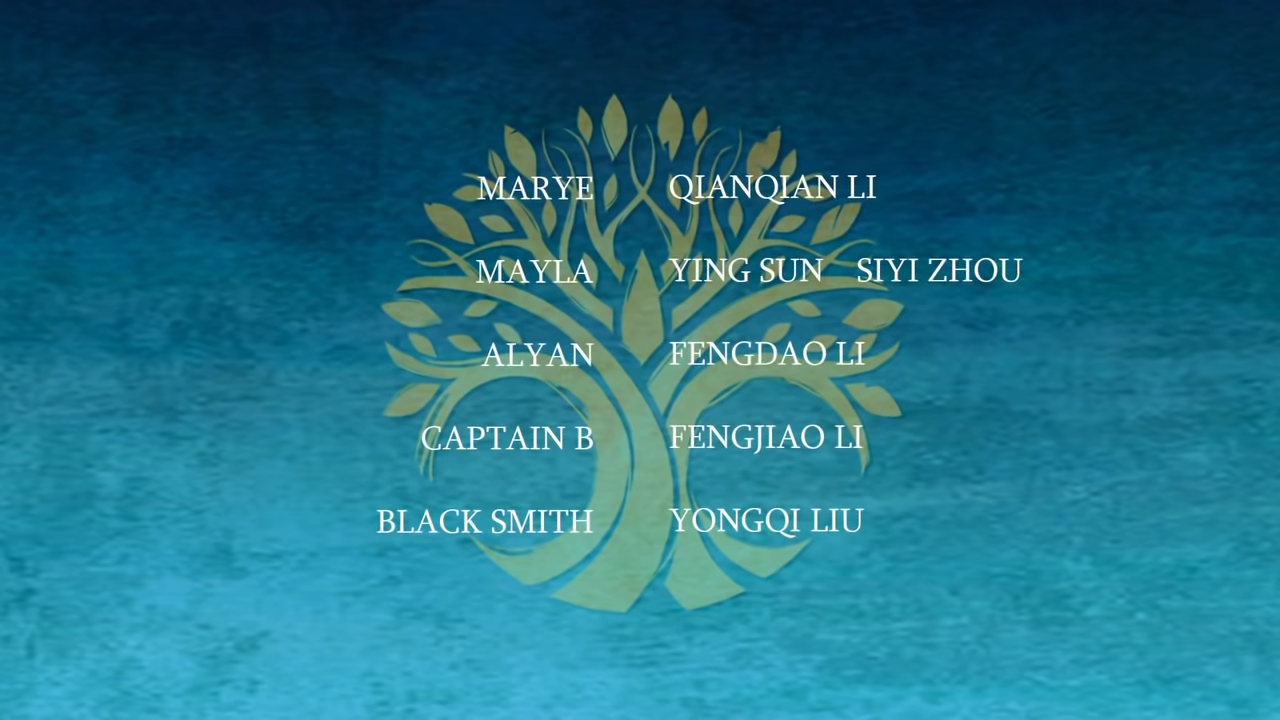 MARYE QIANQIAN LI
MAYLA YING SUN SIYI ZHOU
ALYAN FENGDAO LI
CAPTAIN B FENGJIAO LI
BLACK SMITH YONGQI LIU